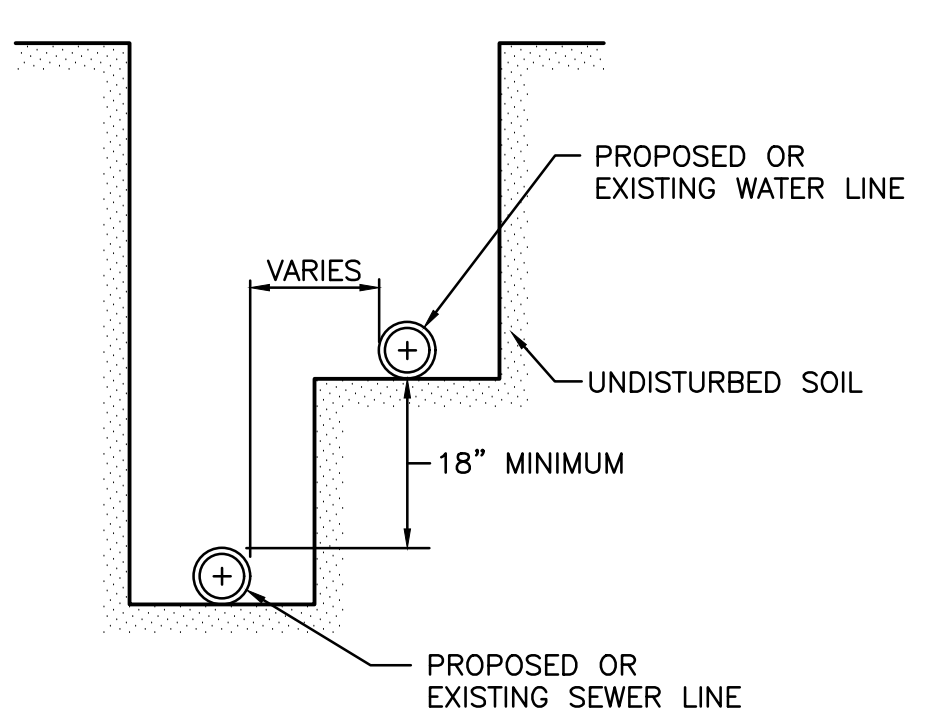 PROPOSED OR
EXISTING WATER LINE
VARIES
UNDISTURBED SOIL
18” MINIMUM
PROPOSED OR
EXISTING SEWER LINE